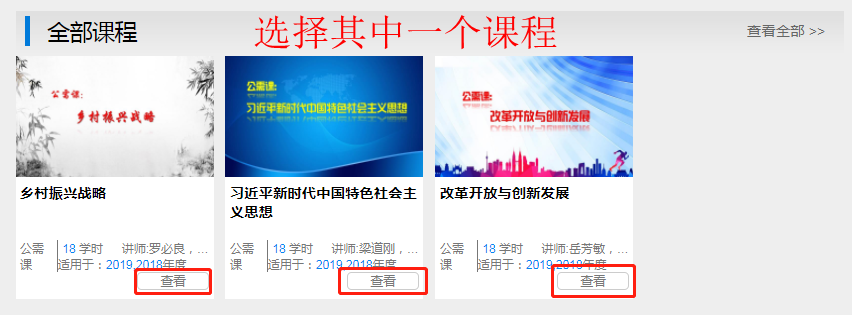 全部课程
选择其中一个课程
查看全部 >>
公需课:
乡村振兴战略
公需课:
习近平新时代中国特色社会主义思想
公需课:
改革开放与创新发展
乡村振兴战略
公需课
18 学时
讲师:罗必良，...
适用于：2019,2018年度
查看
习近平新时代中国特色社会主
义思想
公需课
18 学时
讲师:梁道刚，...
适用于：2019,2018年度
查看
改革开放与创新发展
公需课
18 学时
讲师:岳芳敏，...
适用于：2019,2018年度
查看